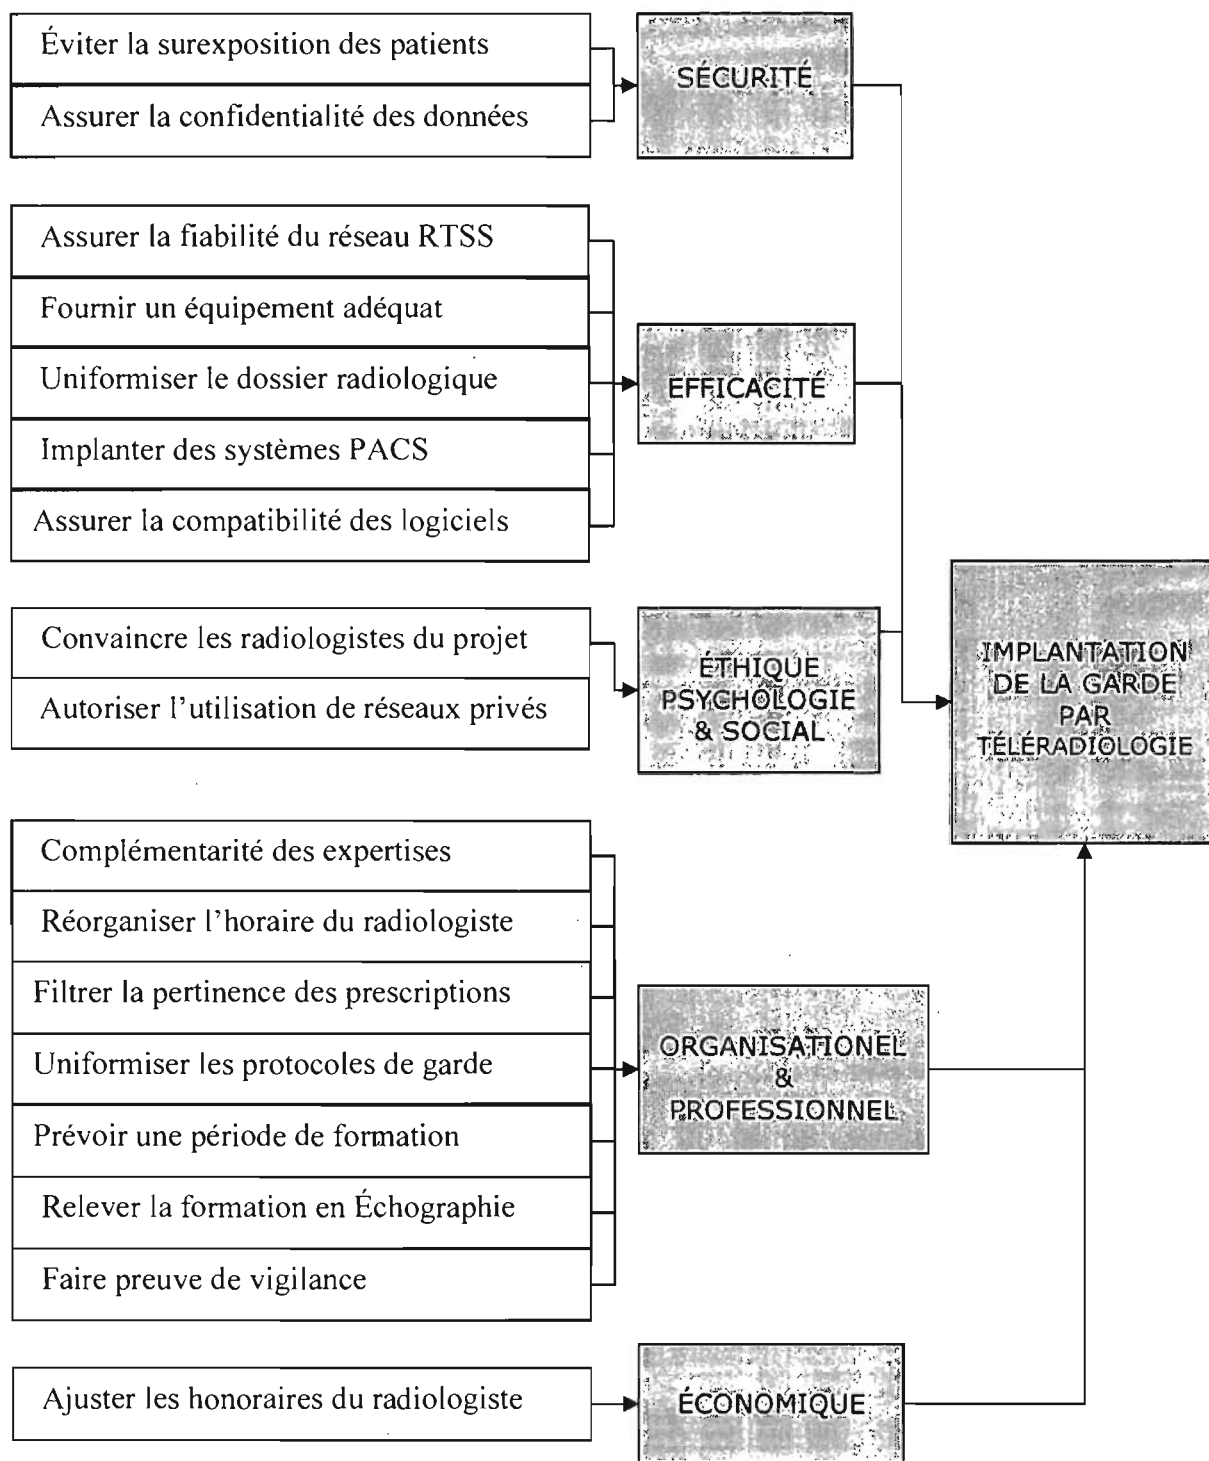 Éviter la surexposition des patients
Assurer la confidentialité des données
SÉCURITÉ
Assurer la fiabilité du réseau RTSS
Fournir un équipement adéquat
Uniformiser le dossier radiologique
Implanter des systèmes PACS
Assurer la compatibilité des logiciels
EFFICACITÉ
Convaincre les radiologistes du projet
Autoriser l'utilisation de réseaux privés
ÉTHIQUE
PSYCHOLOGIE
& SOCIAL
IMPLANTATION
DE LA GARDE
PAR
TÉLÉRADIOLOGIE
Complémentarité des expertises
Réorganiser l'horaire du radiologiste
Filtrer la pertinence des prescriptions
Uniformiser les protocoles de garde
Prévoir une période de formation
Relever la formation en Échographie
Faire preuve de vigilance
ORGANISATIONEL
&
PROFESSIONNEL
Ajuster les honoraires du radiologiste
ÉCONOMIQUE